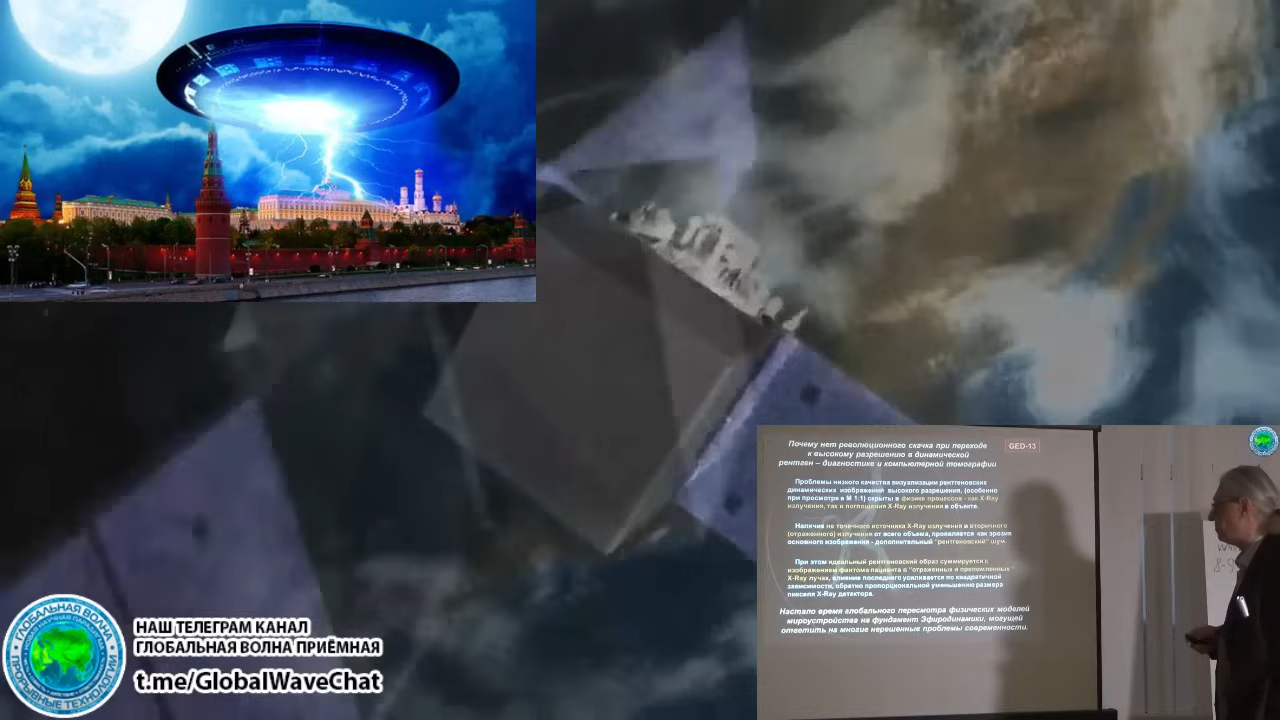 Почему нет революционного скачка при переходе
к высокому разрешению в динамической
рентген – диагностике и компьютерной томографии
GED-13
Проблемы низкого качества визуализации рентгеновских
динамических изображений высокого разрешения, (особенно
при просмотре в М 1:1) скрыты в физике процессов - как X-Ray
излучения, так и поглощения X-Ray излучения в объекте.
Наличие не точечного источника X-Ray излучения и вторичного
(отраженного) излучения от всего объема, проявляется как эрозия
основного изображения - дополнительный "рентгеновский" шум.
При этом идеальный рентгеновский образ суммируется с
изображением фантома пациента в "отраженных и преломленных"
X-Ray лучах, влияние последнего усиливается по квадратичной
зависимости, обратно пропорциональной уменьшению размера
пикселя X-Ray детектора.
Настало время глобального пересмотра физических моделей
мироустройства на фундамент Эфиродинамики, могущей
ответить на многие нерешенные проблемы современности.
ГЛОБАЛЬНАЯ ВОЛНА
ПРОРЫВНЫЕ ТЕХНОЛОГИИ
НАШ ТЕЛЕГРАМ КАНАЛ
ГЛОБАЛЬНАЯ ВОЛНА ПРИЁМНАЯ
t.me/GlobalWaveChat